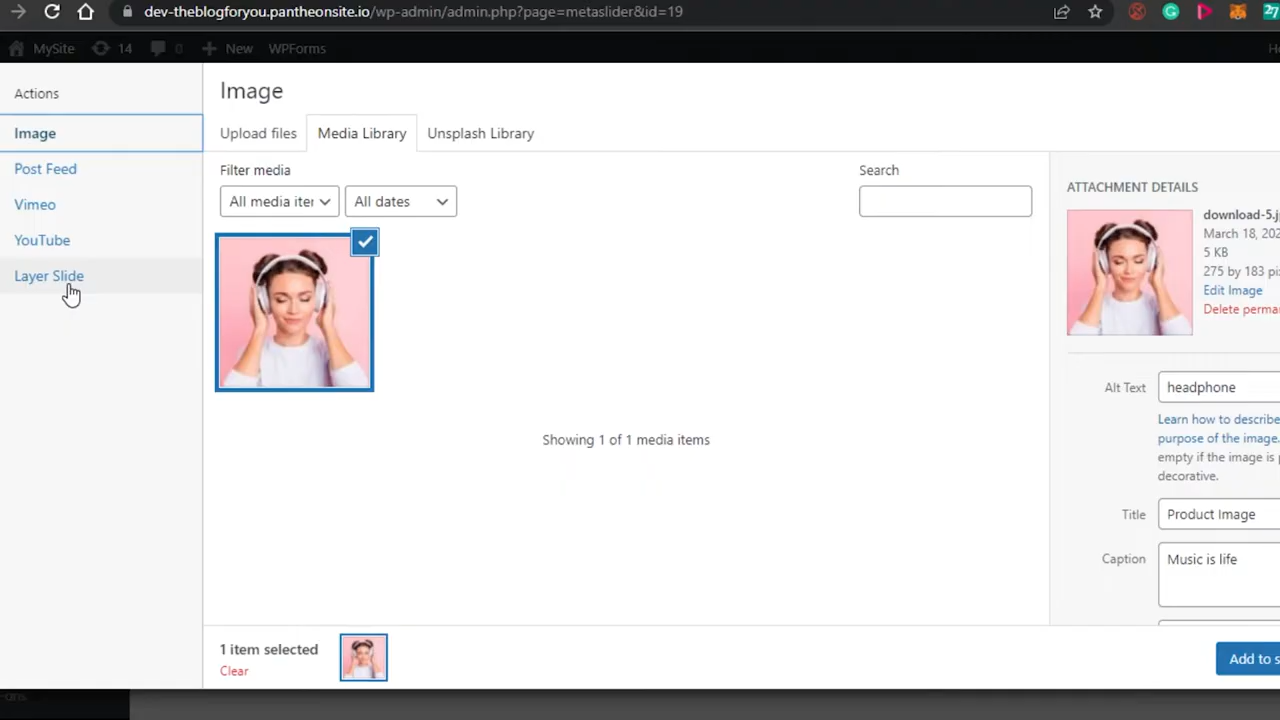 dev-theblogforyou.pantheonsite.io/wp-admin/admin.php?page=metaslider&id=19
MySite 14 0 New WPForms
Actions
Image
Post Feed
Vimeo
YouTube
Layer Slide
Image
Upload files Media Library Unsplash Library
Filter media
All media iter
All dates
Search
Showing 1 of 1 media items
1 item selected
Clear
ATTACHMENT DETAILS
download-5.j
March 18, 202
5 KB
275 by 183 pi
Edit Image
Delete perma
Alt Text headphone
Learn how to describe
purpose of the image.
empty if the image is
decorative.
Title Product Image
Caption Music is life
Add to s